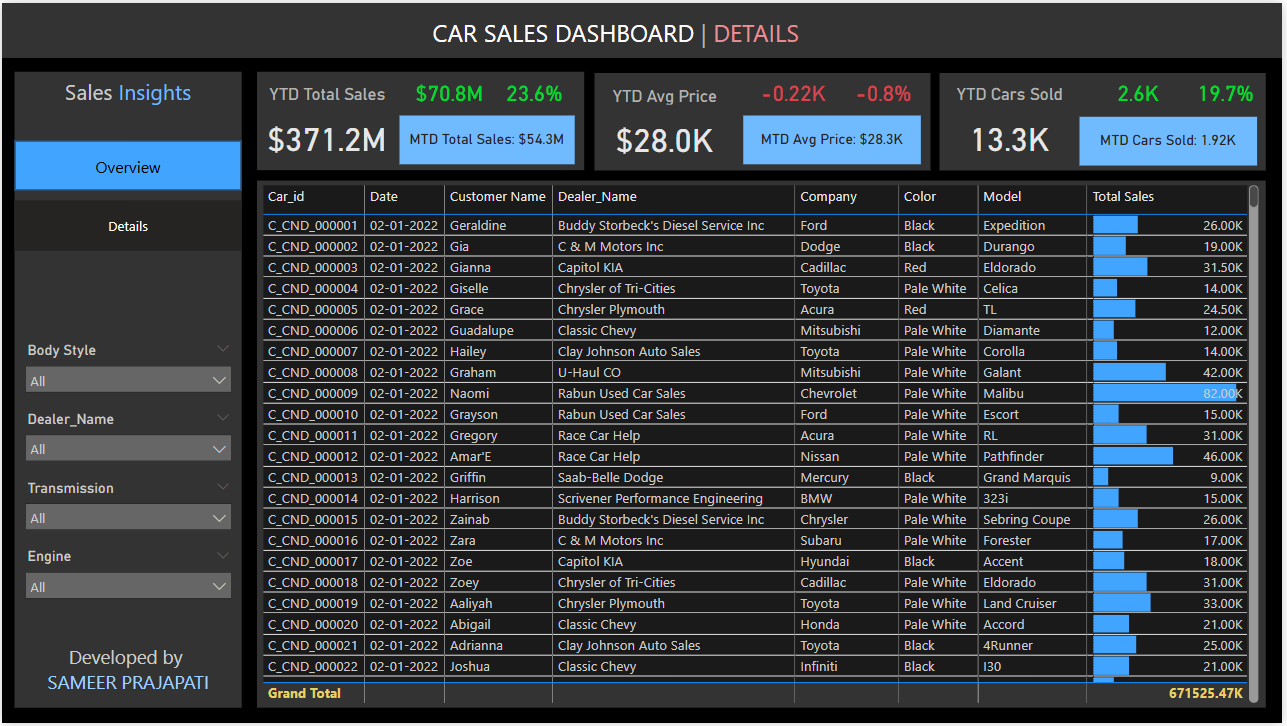 CAR SALES DASHBOARD | DETAILS
Sales Insights
Overview
Details
Body Style
All
Dealer_Name
All
Transmission
All
Engine
All
Developed by
SAMEER PRAJAPATI
YTD Total Sales $70.8M 23.6%
$371.2M MTD Total Sales: $54.3M
YTD Avg Price -0.22K -0.8%
$28.0K MTD Avg Price: $28.3K
YTD Cars Sold 2.6K 19.7%
13.3K MTD Cars Sold: 1.92K
Car_id Date Customer Name Dealer_Name Company Color Model Total Sales
C_CND_000001 02-01-2022 Geraldine Buddy Storbeck's Diesel Service Inc Ford Black Expedition 26.00K
C_CND_000002 02-01-2022 Gia C & M Motors Inc Dodge Black Durango 19.00K
C_CND_000003 02-01-2022 Gianna Capitol KIA Cadillac Red Eldorado 31.50K
C_CND_000004 02-01-2022 Giselle Chrysler of Tri-Cities Toyota Pale White Celica 14.00K
C_CND_000005 02-01-2022 Grace Chrysler Plymouth Acura Red TL 24.50K
C_CND_000006 02-01-2022 Guadalupe Classic Chevy Mitsubishi Pale White Diamante 12.00K
C_CND_000007 02-01-2022 Hailey Clay Johnson Auto Sales Toyota Pale White Corolla 14.00K
C_CND_000008 02-01-2022 Graham U-Haul CO Mitsubishi Pale White Galant 42.00K
C_CND_000009 02-01-2022 Naomi Rabun Used Car Sales Chevrolet Pale White Malibu 82.00K
C_CND_000010 02-01-2022 Grayson Rabun Used Car Sales Ford Pale White Escort 15.00K
C_CND_000011 02-01-2022 Gregory Race Car Help Acura Pale White RL 31.00K
C_CND_000012 02-01-2022 Amar'E Race Car Help Nissan Pale White Pathfinder 46.00K
C_CND_000013 02-01-2022 Griffin Saab-Belle Dodge Mercury Black Grand Marquis 9.00K
C_CND_000014 02-01-2022 Harrison Scrivener Performance Engineering BMW Pale White 323i 15.00K
C_CND_000015 02-01-2022 Zainab Buddy Storbeck's Diesel Service Inc Chrysler Pale White Sebring Coupe 26.00K
C_CND_000016 02-01-2022 Zara C & M Motors Inc Subaru Pale White Forester 17.00K
C_CND_000017 02-01-2022 Zoe Capitol KIA Hyundai Black Accent 18.00K
C_CND_000018 02-01-2022 Zoey Chrysler of Tri-Cities Cadillac Pale White Eldorado 31.00K
C_CND_000019 02-01-2022 Aaliyah Chrysler Plymouth Toyota Pale White Land Cruiser 33.00K
C_CND_000020 02-01-2022 Abigail Classic Chevy Honda Pale White Accord 21.00K
C_CND_000021 02-01-2022 Adrianna Clay Johnson Auto Sales Toyota Black 4Runner 25.00K
C_CND_000022 02-01-2022 Joshua Classic Chevy Infiniti Black I30 21.00K
Grand Total 671525.47K